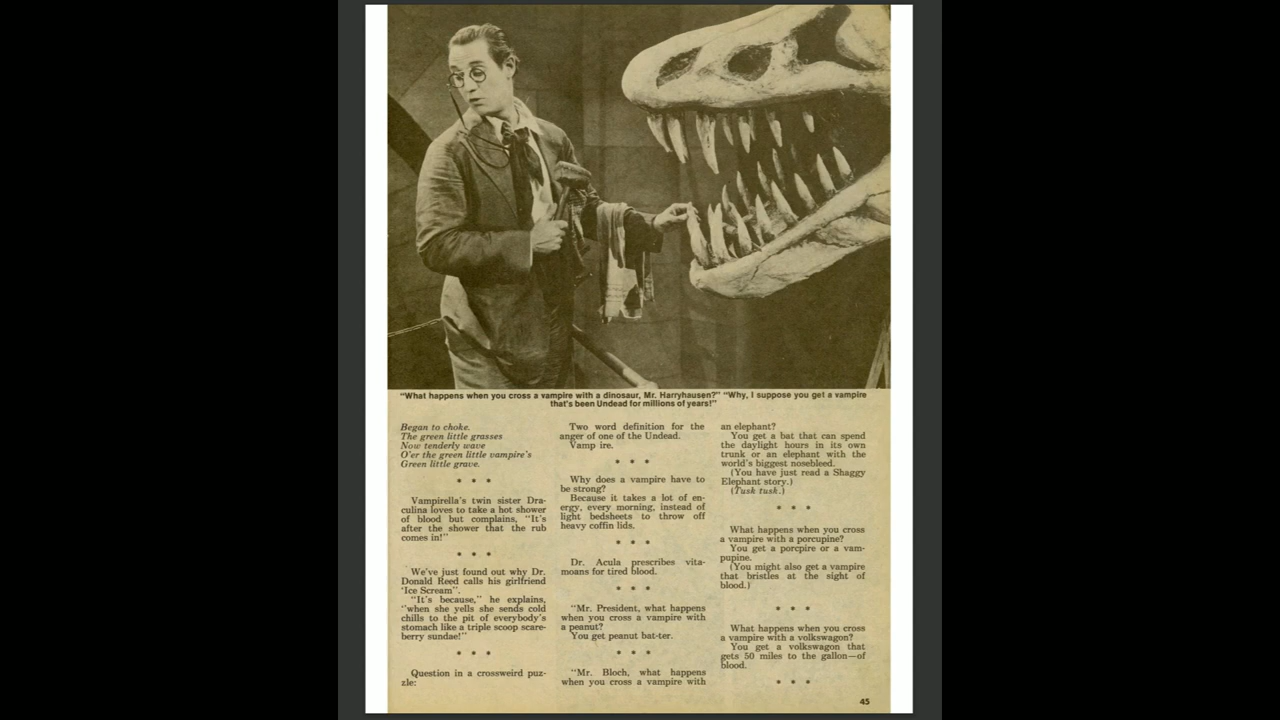 "What happens when you cross a vampire with a dinosaur, Mr. Harryhausen?" "Why, I suppose you get a vampire
that's been Undead for millions of years!"
Began to choke.
The green little grasses
Now tenderly wave
O'er the green little vampire's
Green little grave.
* * *
Vampirella's twin sister Dra-
culina loves to take a hot shower
of blood but complains, "It's
after the shower that the rub
comes in!"
* * *
We've just found out why Dr.
Donald Reed calls his girlfriend
'Ice Scream".
"It's because," he explains,
"when she yells she sends cold
chills to the pit of everybody's
stomach like a triple scoop scare-
berry sundae!"
* * *
Question in a crossweird puz-
zle:
Two word definition for the
anger of one of the Undead.
Vamp ire.
* * *
Why does a vampire have to
be strong?
Because it takes a lot of en-
ergy, every morning, instead of
light bedsheets to throw off
heavy coffin lids.
* * *
Dr. Acula prescribes vita-
moans for tired blood.
* * *
"Mr. President, what happens
when you cross a vampire with
a peanut?
You get peanut bat-ter.
* * *
"Mr. Bloch, what happens
when you cross a vampire with
an elephant?
You get a bat that can spend
the daylight hours in its own
trunk or an elephant with the
world's biggest nosebleed.
(You have just read a Shaggy
Elephant story.)
(Tusk tusk.)
* * *
What happens when you cross
a vampire with a porcupine?
You get a porcpire or a vam-
pupine.
(You might also get a vampire
that bristles at the sight of
blood.)
* * *
What happens when you cross
a vampire with a volkswagon?
You get a volkswagon that
gets 50 miles to the gallon—of
blood.
* * *
45